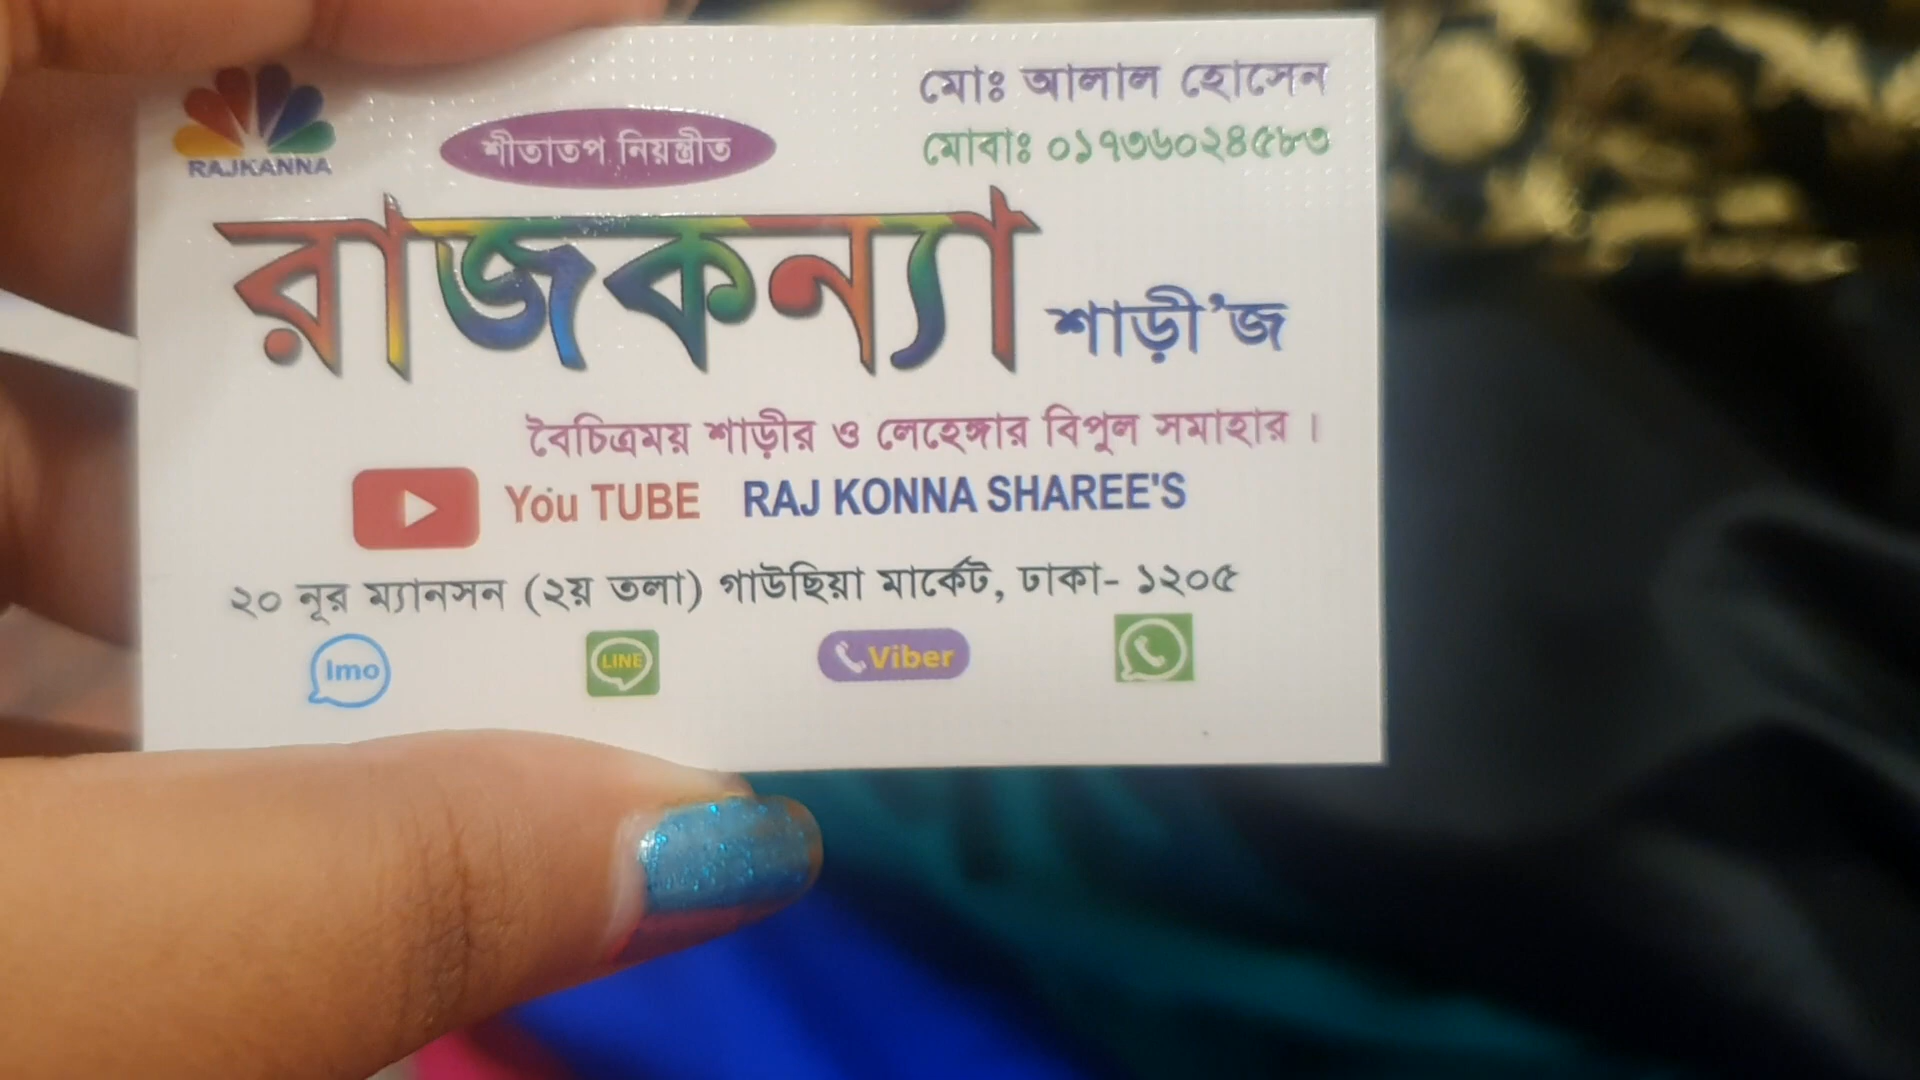 RAJKANNA
শীতাতপ নিয়ন্ত্রীত
মোঃ আলাল হোসেন
মোবাঃ ০১৭৩৬০২৪৫৮৩
রাজকন্যা শাড়ী'জ
বৈচিত্রময় শাড়ীর ও লেহেঙ্গার বিপুল সমাহার।
You TUBE RAJ KONNA SHAREE'S
২০ নূর ম্যানসন (২য় তলা) গাউছিয়া মার্কেট, ঢাকা- ১২০৫
Imo LINE Viber